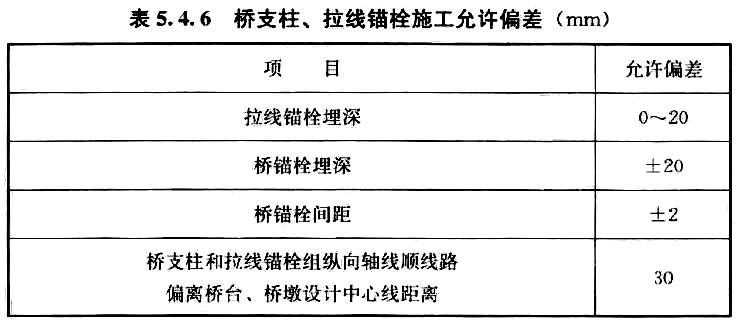 表 5.4.6 桥支柱、拉线锚栓施工允许偏差（mm）
项 目 允许偏差
拉线锚栓埋深 0～20
桥锚栓埋深 ±20
桥锚栓间距 ±2
桥支柱和拉线锚栓组纵向轴线顺线路
偏离桥台、桥墩设计中心线距离 30